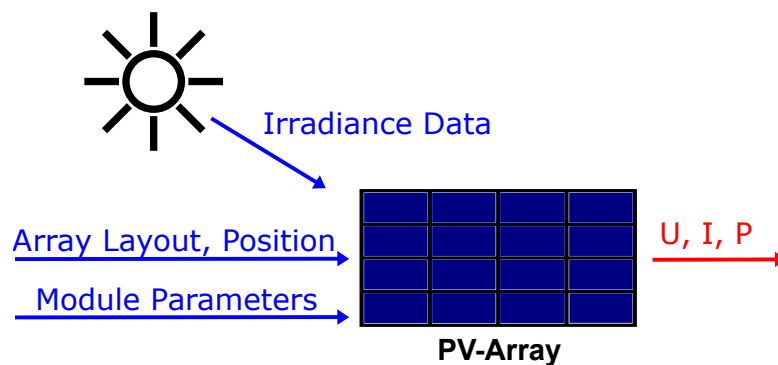 Irradiance Data
Array Layout, Position
U, I, P
Module Parameters
PV-Array